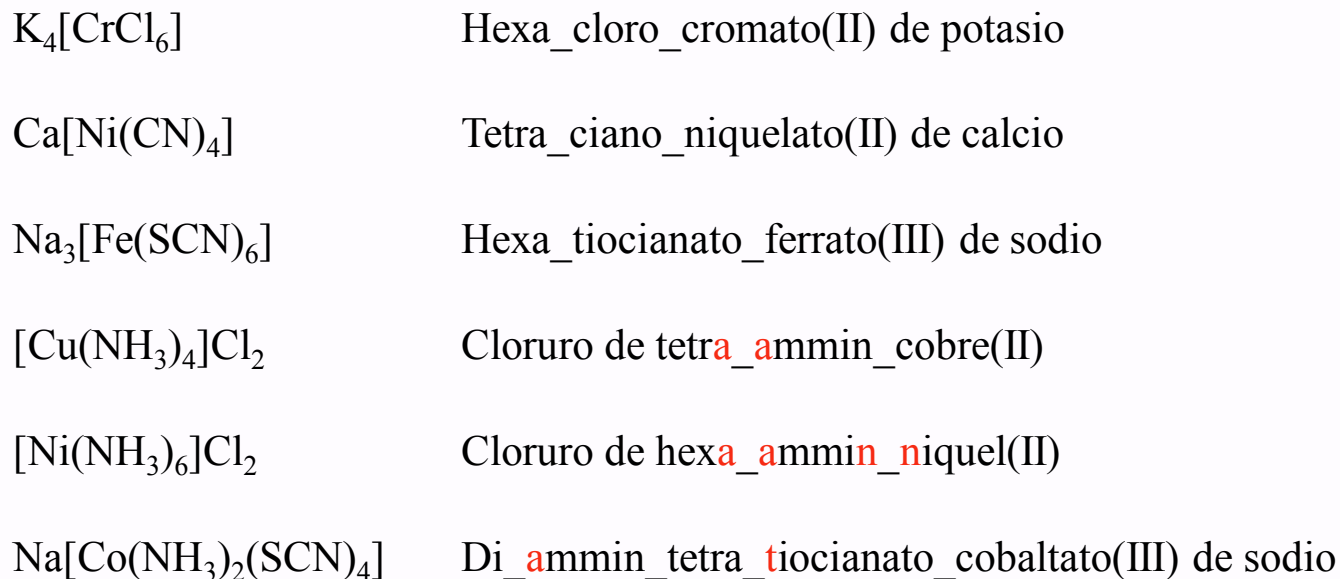 K₄[CrCl₆] Hexa_cloro_cromato(II) de potasio
Ca[Ni(CN)₄] Tetra_ciano_niquelato(II) de calcio
Na₃[Fe(SCN)₆] Hexa_tiocianato_ferrato(III) de sodio
[Cu(NH₃)₄]Cl₂ Cloruro de tetra_ammin_cobre(II)
[Ni(NH₃)₆]Cl₂ Cloruro de hexa_ammin_niquel(II)
Na[Co(NH₃)₂(SCN)₄] Di_ammin_tetra_tiocianato_cobaltato(III) de sodio